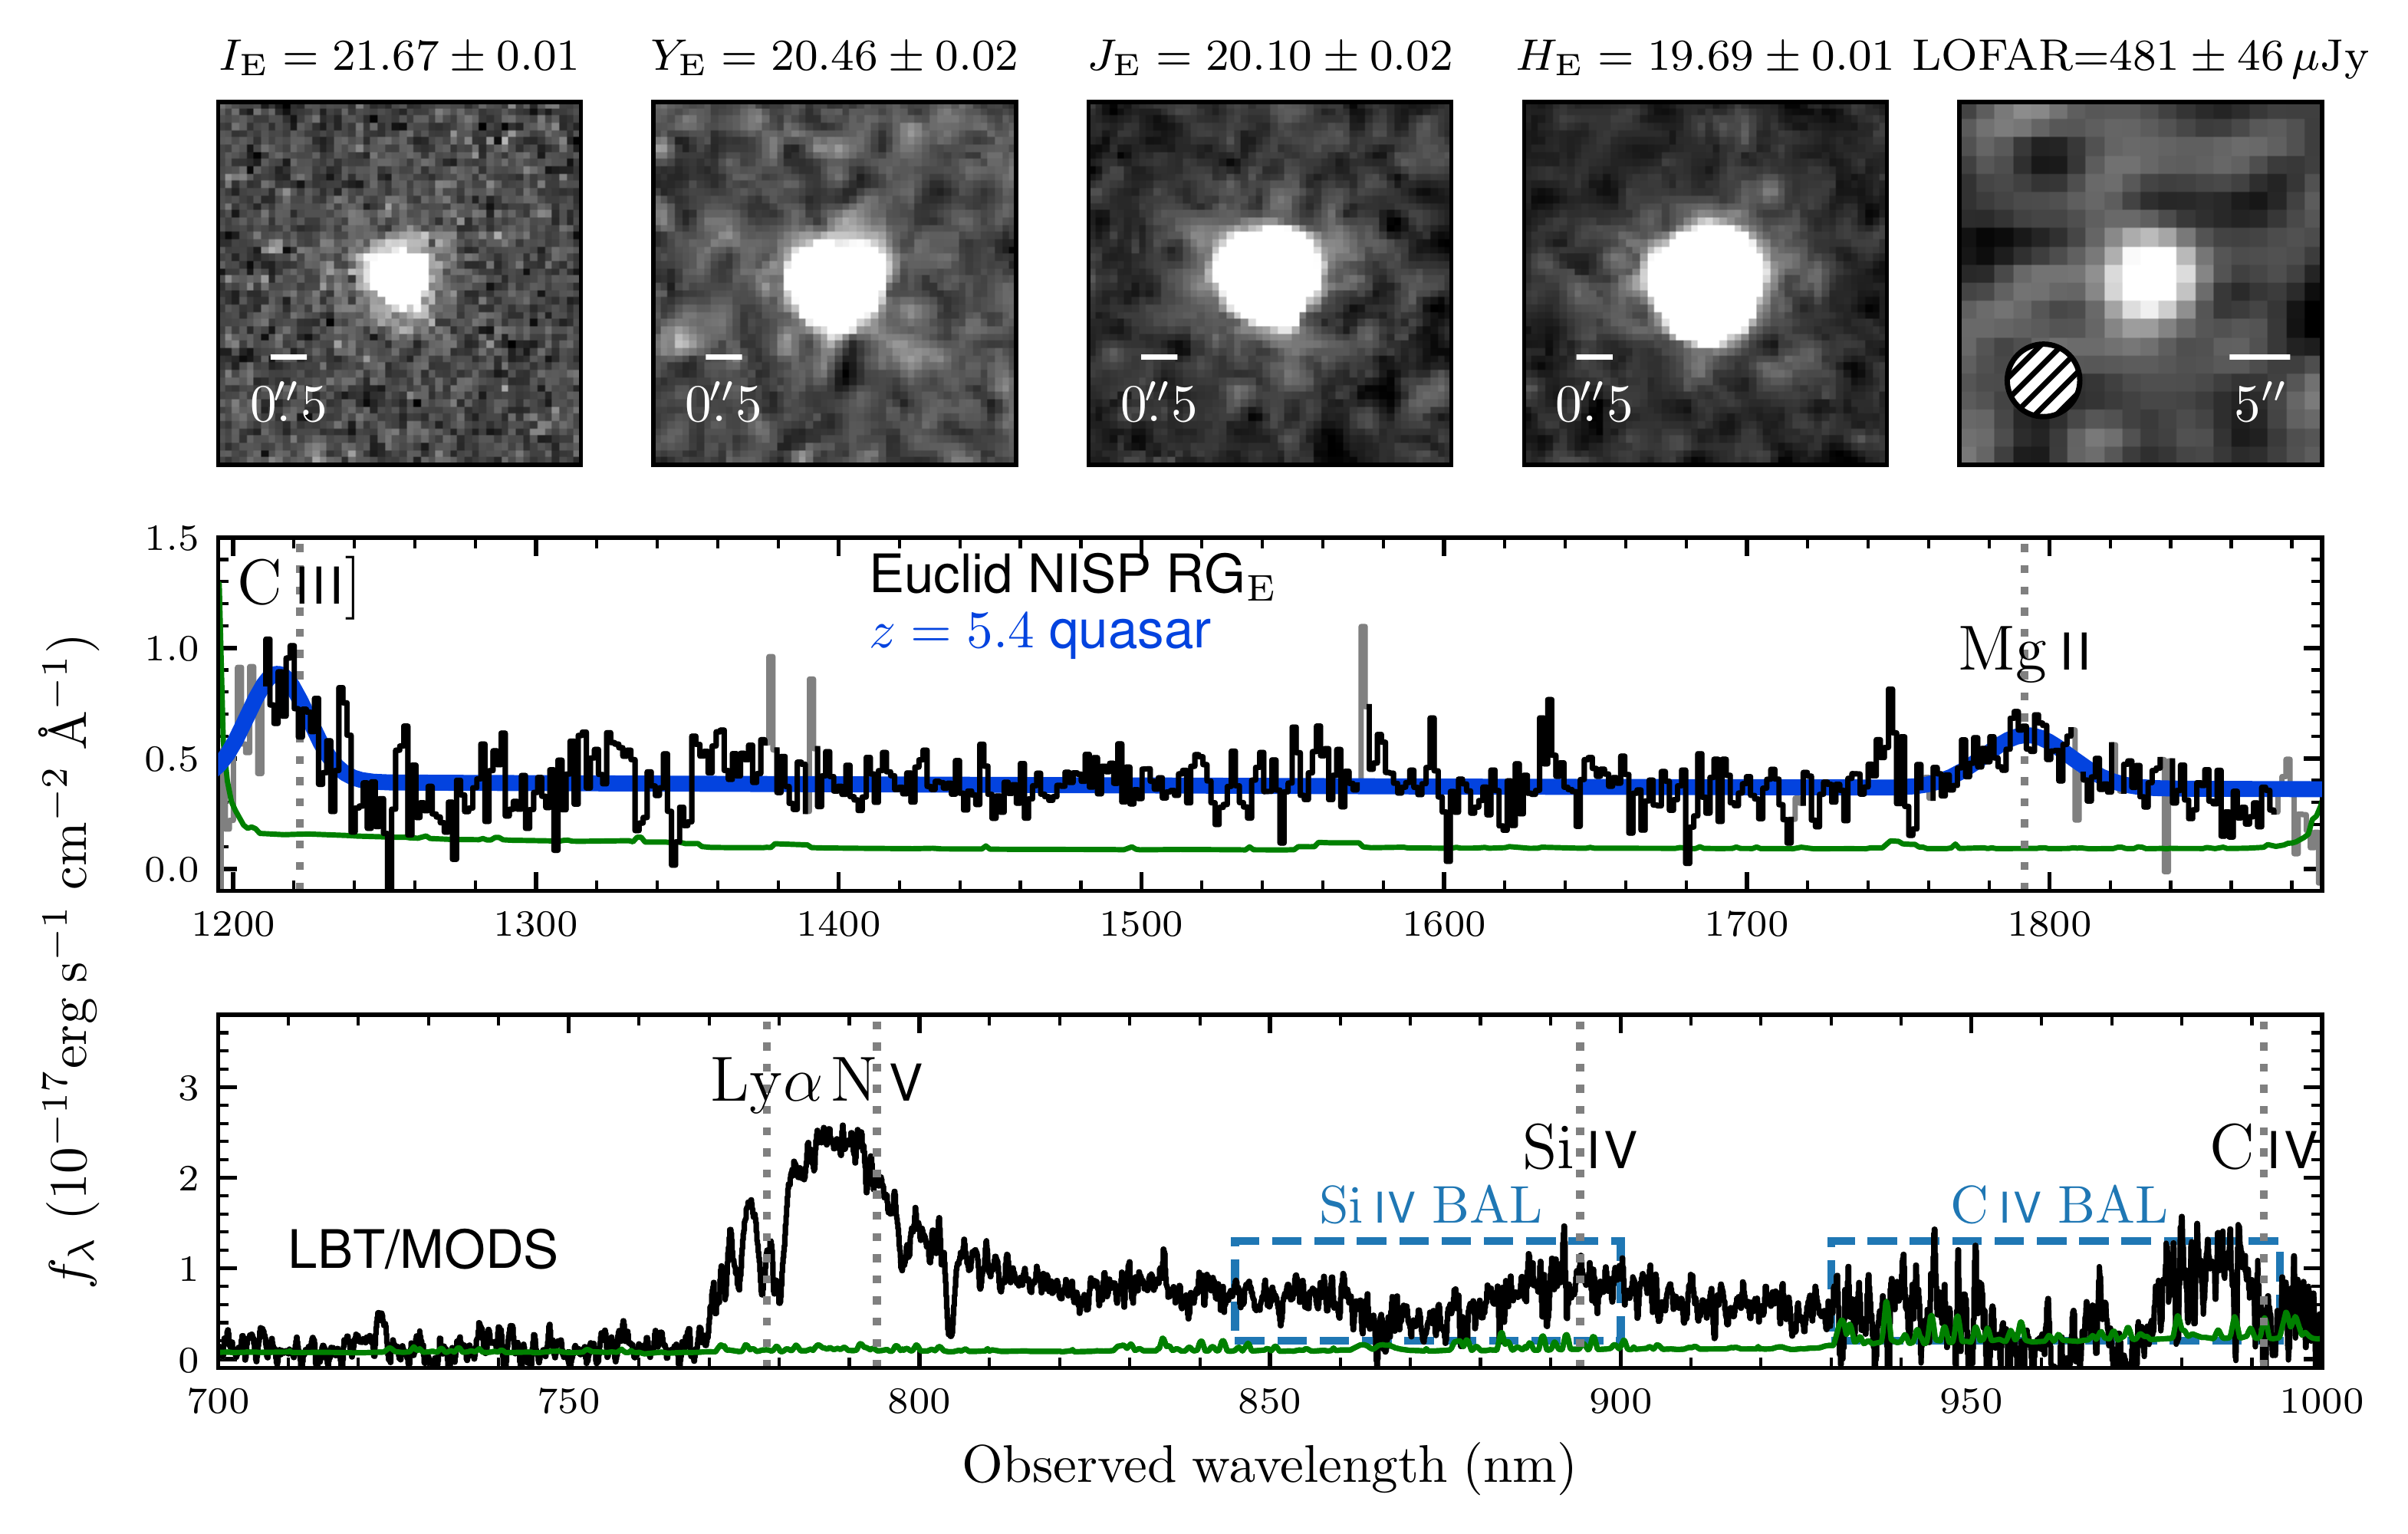 I_E = 21.67 ± 0.01
Y_E = 20.46 ± 0.02
J_E = 20.10 ± 0.02
H_E = 19.69 ± 0.01
LOFAR=481 ± 46 μJy
0.″5
0.″5
0.″5
0.″5
5″
f_λ (10⁻¹⁷erg s⁻¹ cm⁻² Å⁻¹)
1.5
1.0
0.5
0.0
C III]
Euclid NISP RG_E
z = 5.4 quasar
Mg II
1200 1300 1400 1500 1600 1700 1800
3
2
1
0
Lyα N V
Si IV
C IV
Si IV BAL
C IV BAL
LBT/MODS
700 750 800 850 900 950 1000
Observed wavelength (nm)